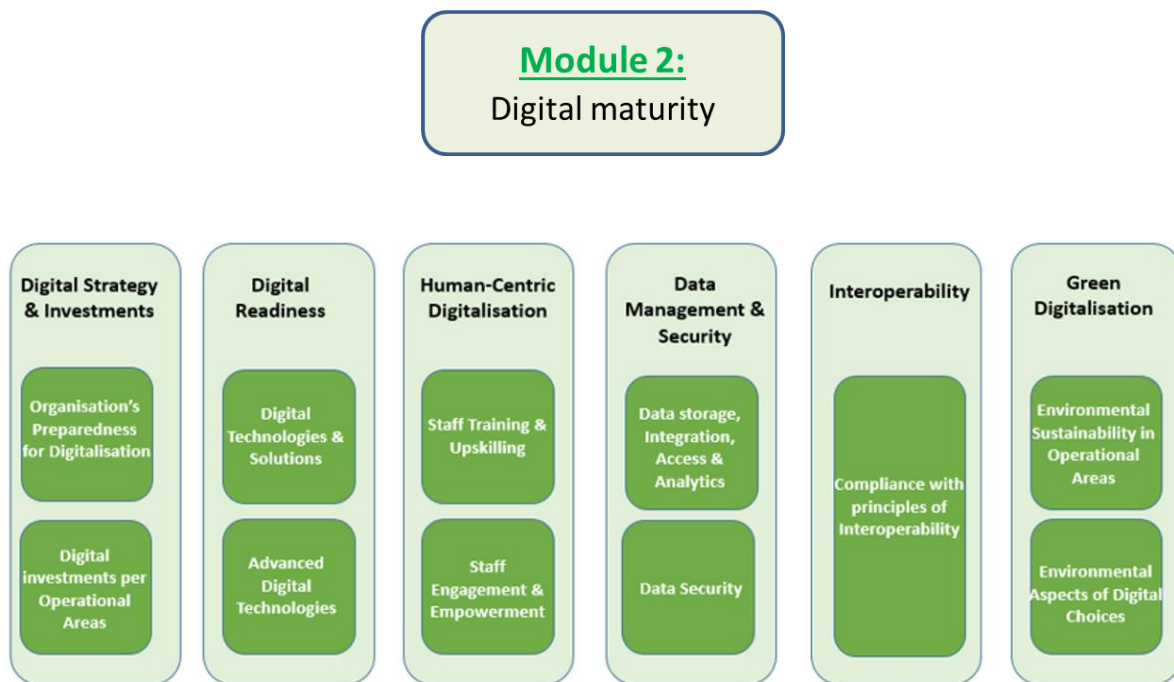 Module 2:
Digital maturity
Digital Strategy
& Investments
Organisation's
Preparedness
for Digitalisation
Digital
investments per
Operational
Areas
Digital
Readiness
Digital
Technologies &
Solutions
Advanced
Digital
Technologies
Human-Centric
Digitalisation
Staff Training &
Upskilling
Staff
Engagement &
Empowerment
Data
Management &
Security
Data storage,
Integration,
Access &
Analytics
Data Security
Interoperability
Compliance with
principles of
Interoperability
Green
Digitalisation
Environmental
Sustainability in
Operational
Areas
Environmental
Aspects of Digital
Choices